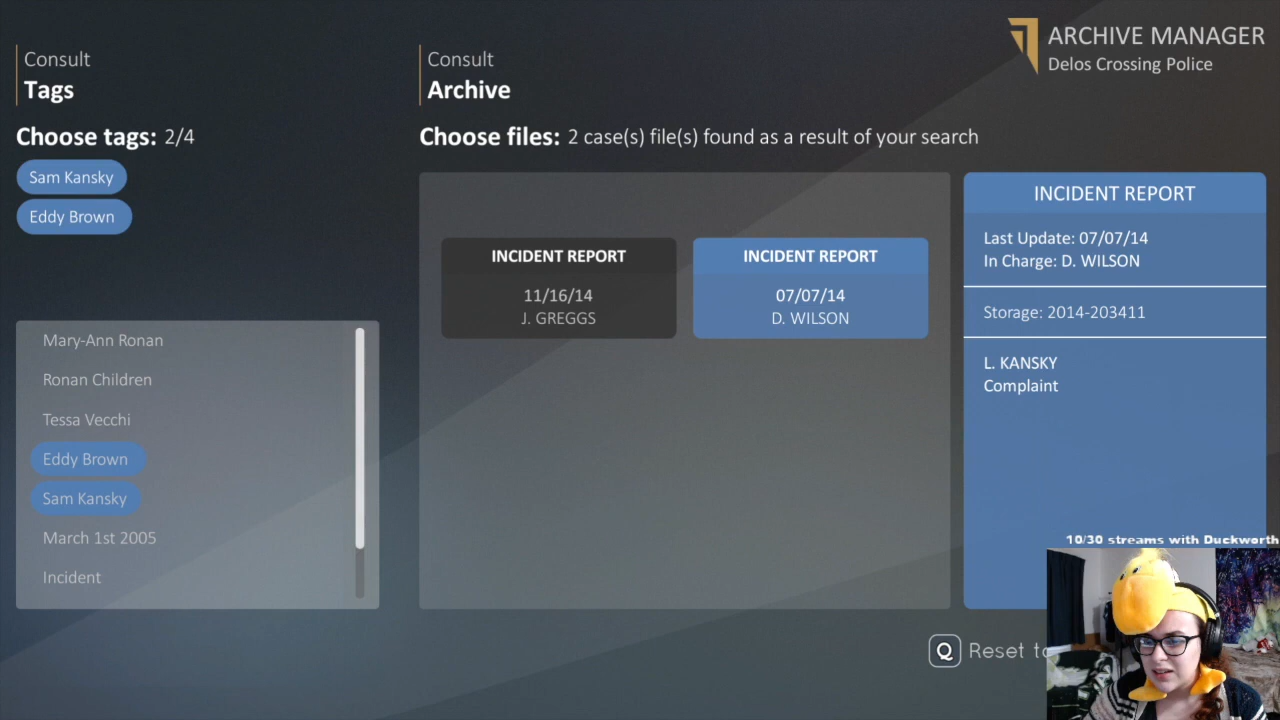 Consult
Tags
Choose tags: 2/4
Sam Kansky
Eddy Brown
Mary-Ann Ronan
Ronan Children
Tessa Vecchi
Eddy Brown
Sam Kansky
March 1st 2005
Incident
Consult
Archive
Choose files: 2 case(s) file(s) found as a result of your search
INCIDENT REPORT
11/16/14
J. GREGGS
INCIDENT REPORT
07/07/14
D. WILSON
ARCHIVE MANAGER
Delos Crossing Police
INCIDENT REPORT
Last Update: 07/07/14
In Charge: D. WILSON
Storage: 2014-203411
L. KANSKY
Complaint
10/30 streams with Duckworth
Q Reset